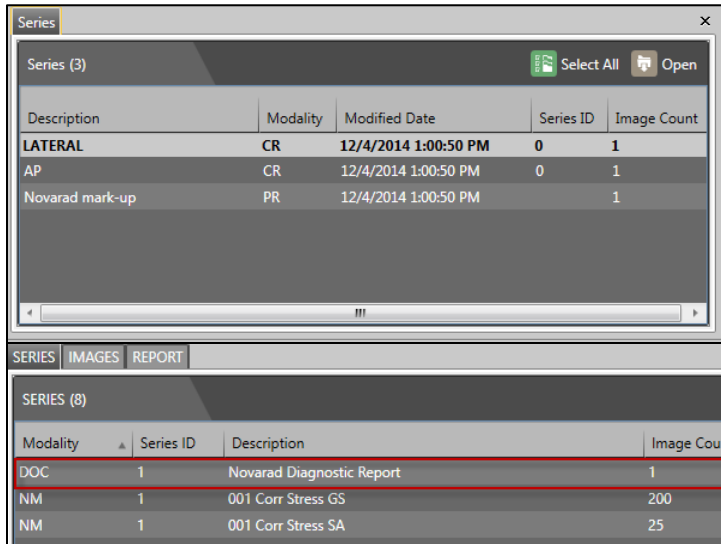 Series
Series (3) Select All Open
Description Modality Modified Date Series ID Image Count
LATERAL CR 12/4/2014 1:00:50 PM 0 1
AP CR 12/4/2014 1:00:50 PM 0 1
Novarad mark-up PR 12/4/2014 1:00:50 PM 1
SERIES IMAGES REPORT
SERIES (8)
Modality Series ID Description Image Cou
DOC 1 Novarad Diagnostic Report 1
NM 1 001 Corr Stress GS 200
NM 1 001 Corr Stress SA 25